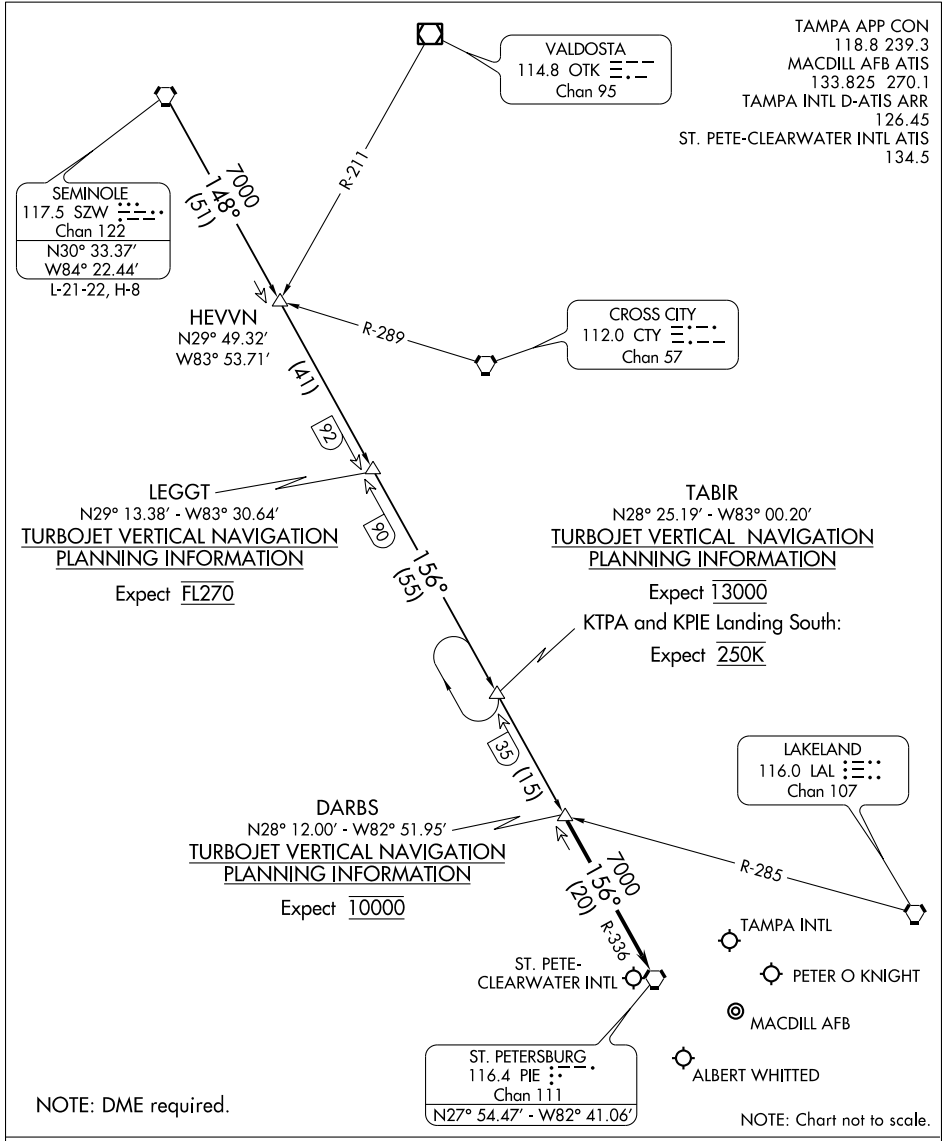 TAMPA APP CON
118.8 239.3
MACDILL AFB ATIS
133.825 270.1
TAMPA INTL D-ATIS ARR
126.45
ST. PETE-CLEARWATER INTL ATIS
134.5
VALDOSTA
114.8 OTK
Chan 95
R-211
SEMINOLE
117.5 SZW
Chan 122
N30° 33.37'
W84° 22.44'
L-21-22, H-8
7000
148°
(51)
HEVVN
N29° 49.32'
W83° 53.71'
R-289
CROSS CITY
112.0 CTY
Chan 57
(41)
92
LEGGT
N29° 13.38' - W83° 30.64'
TURBOJET VERTICAL NAVIGATION
PLANNING INFORMATION
Expect FL270
90
156°
(55)
TABIR
N28° 25.19' - W83° 00.20'
TURBOJET VERTICAL NAVIGATION
PLANNING INFORMATION
Expect 13000
KTPA and KPIE Landing South:
Expect 250K
35
(15)
DARBS
N28° 12.00' - W82° 51.95'
TURBOJET VERTICAL NAVIGATION
PLANNING INFORMATION
Expect 10000
LAKELAND
116.0 LAL
Chan 107
R-285
7000
156°
(20)
R-336
ST. PETE-
CLEARWATER INTL
TAMPA INTL
PETER O KNIGHT
MACDILL AFB
ALBERT WHITTED
ST. PETERSBURG
116.4 PIE
Chan 111
N27° 54.47' - W82° 41.06'
NOTE: DME required.
NOTE: Chart not to scale.